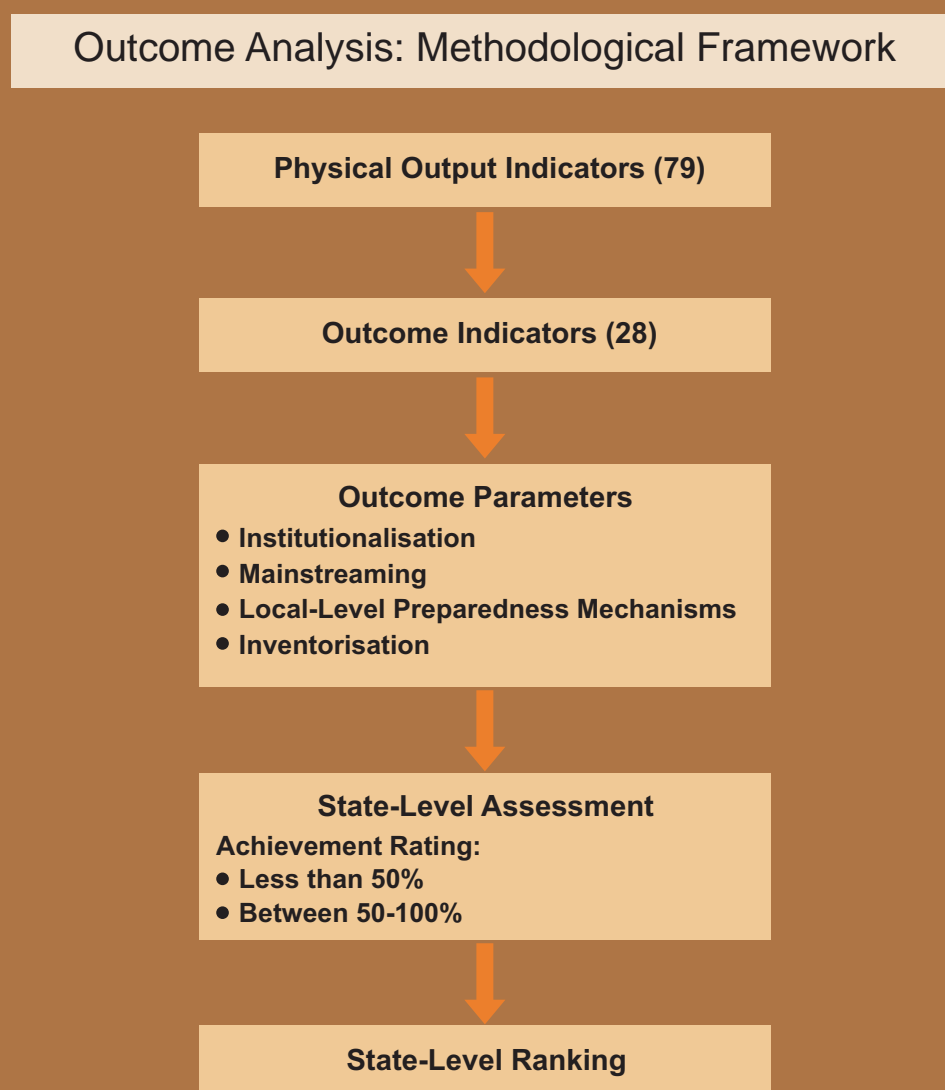 Outcome Analysis: Methodological Framework
Physical Output Indicators (79)
Outcome Indicators (28)
Outcome Parameters
● Institutionalisation
● Mainstreaming
● Local-Level Preparedness Mechanisms
● Inventorisation
State-Level Assessment
Achievement Rating:
● Less than 50%
● Between 50-100%
State-Level Ranking